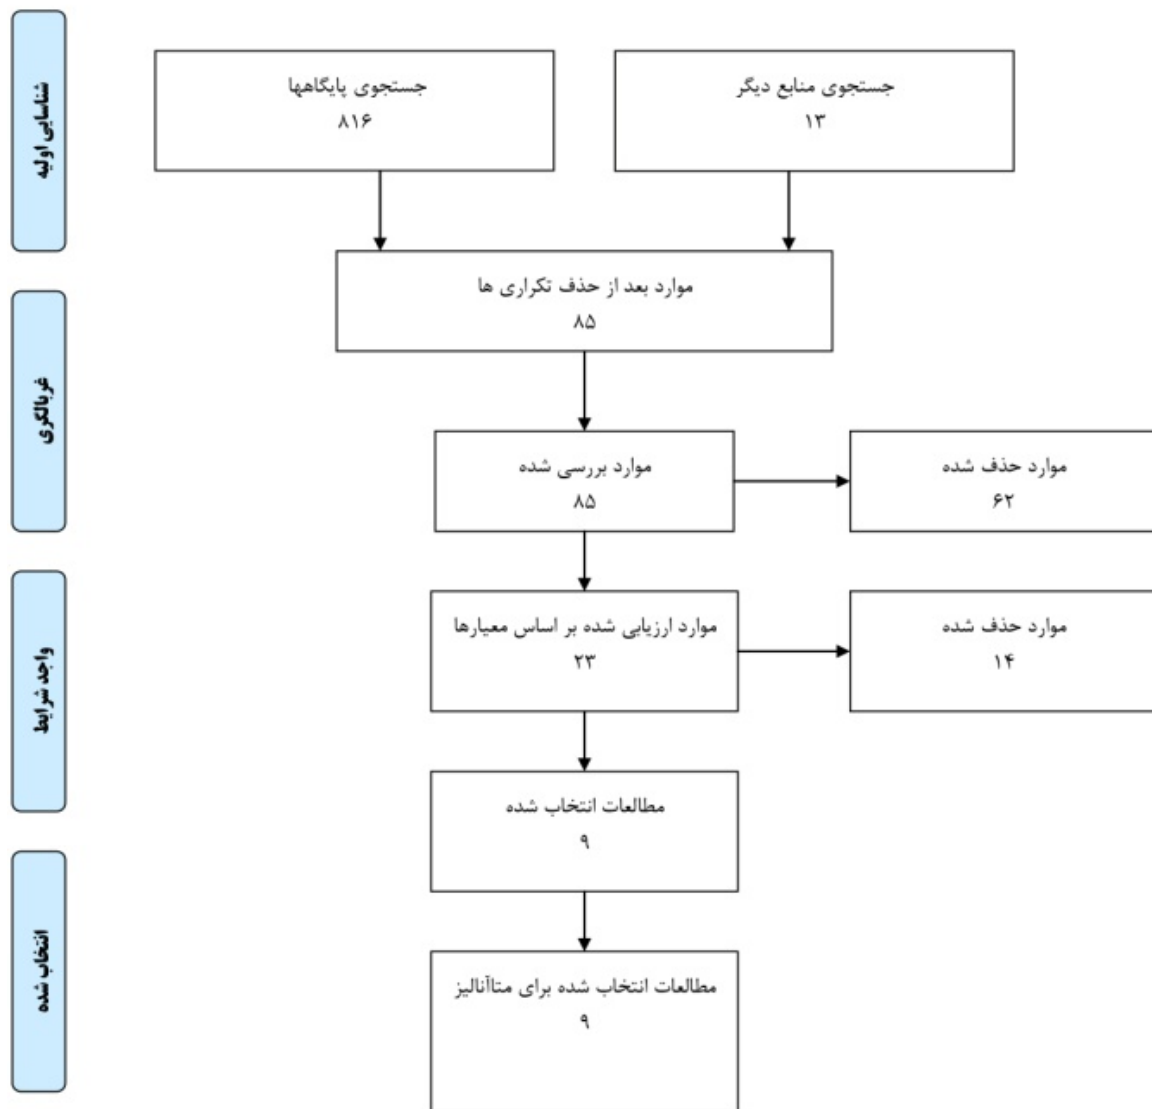 شناسایی اولیه
جستجوی منابع دیگر
۱۳
جستجوی پایگاهها
۸۱۶
موارد بعد از حذف تکراری ها
۸۵
غربالگری
موارد بررسی شده
۸۵
موارد حذف شده
۶۲
واجد شرایط
موارد ارزیابی شده بر اساس معیارها
۲۳
موارد حذف شده
۱۴
مطالعات انتخاب شده
۹
انتخاب شده
مطالعات انتخاب شده برای متاآنالیز
۹